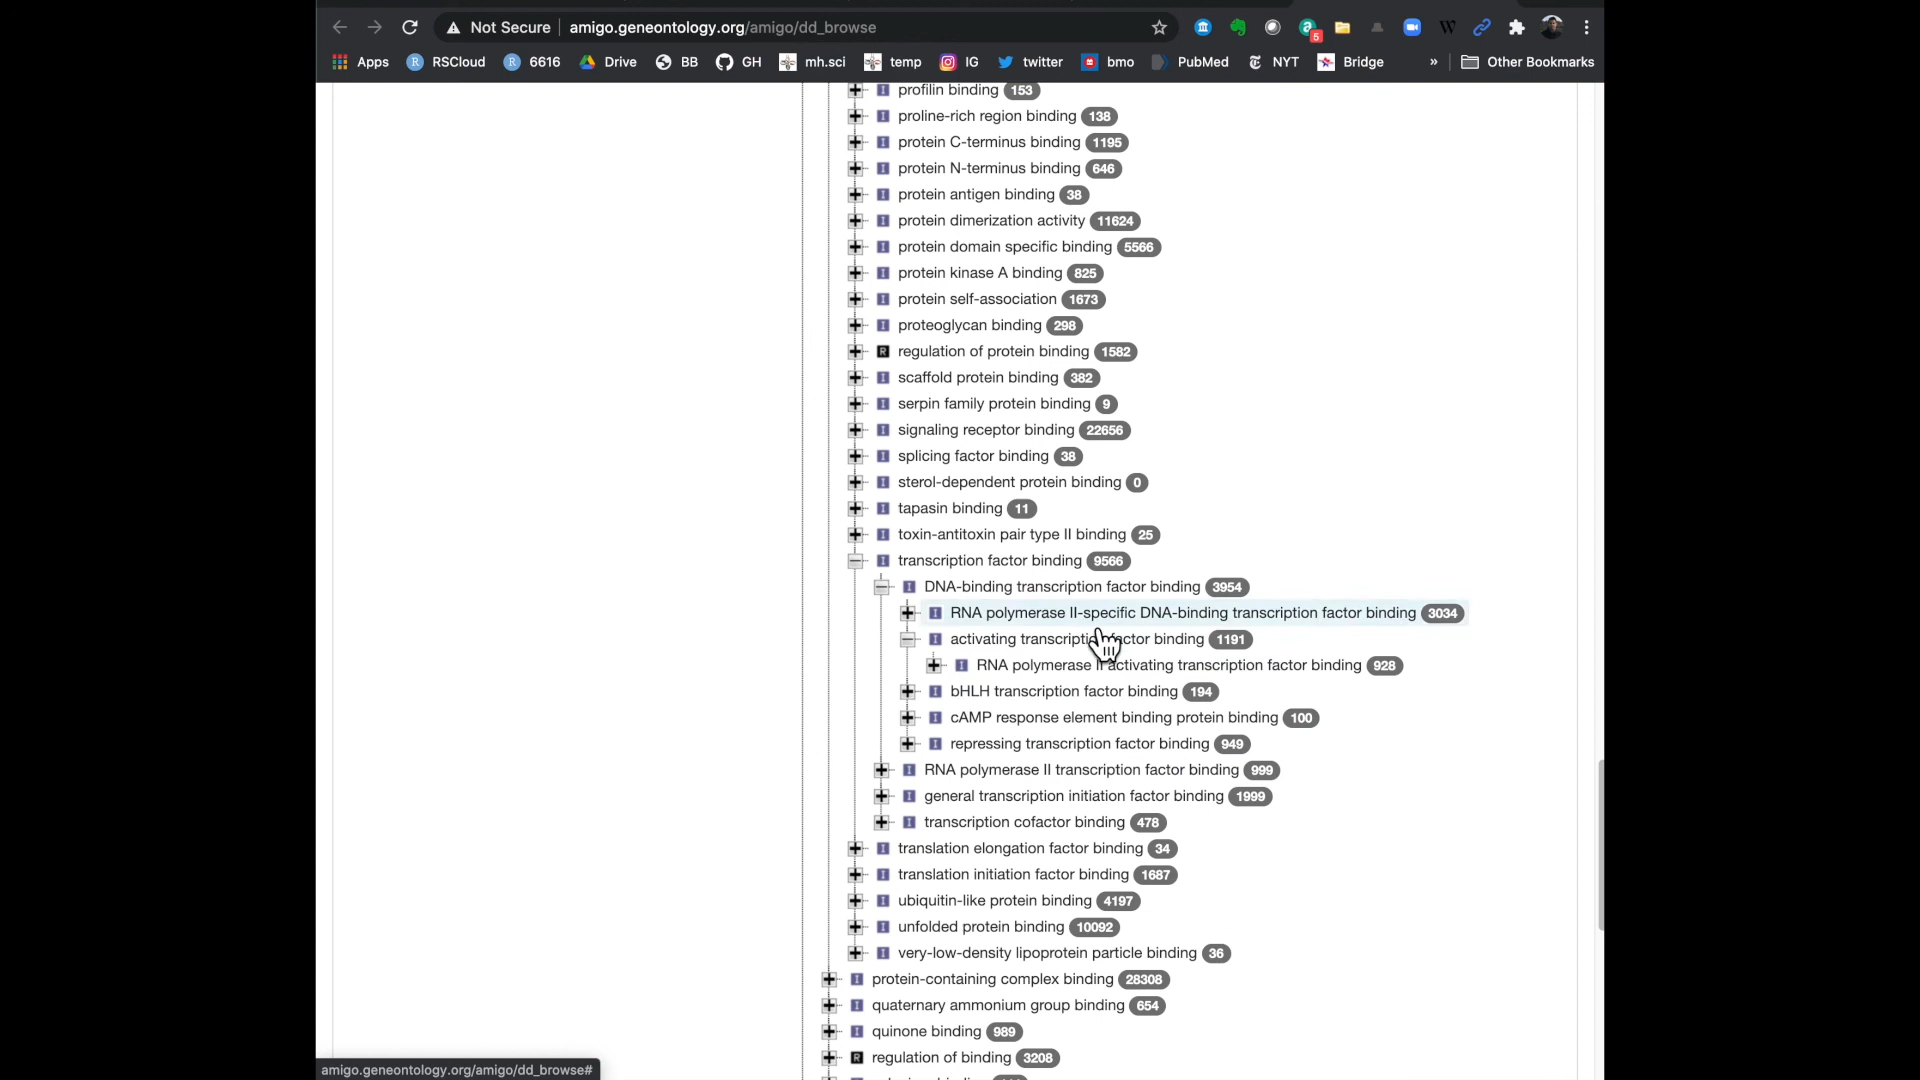 Not Secure amigo.geneontology.org/amigo/dd_browse
5
Apps RSCloud 6616 Drive BB GH mh.sci temp IG twitter bmo PubMed NYT Bridge » Other Bookmarks
profilin binding 153
proline-rich region binding 138
protein C-terminus binding 1195
protein N-terminus binding 646
protein antigen binding 38
protein dimerization activity 11624
protein domain specific binding 5566
protein kinase A binding 825
protein self-association 1673
proteoglycan binding 298
R regulation of protein binding 1582
scaffold protein binding 382
serpin family protein binding 9
signaling receptor binding 22656
splicing factor binding 38
sterol-dependent protein binding 0
tapasin binding 11
toxin-antitoxin pair type II binding 25
transcription factor binding 9566
DNA-binding transcription factor binding 3954
RNA polymerase II-specific DNA-binding transcription factor binding 3034
activating transcription factor binding 1191
RNA polymerase II activating transcription factor binding 928
bHLH transcription factor binding 194
cAMP response element binding protein binding 100
repressing transcription factor binding 949
RNA polymerase II transcription factor binding 999
general transcription initiation factor binding 1999
transcription cofactor binding 478
translation elongation factor binding 34
translation initiation factor binding 1687
ubiquitin-like protein binding 4197
unfolded protein binding 10092
very-low-density lipoprotein particle binding 36
protein-containing complex binding 28308
quaternary ammonium group binding 654
quinone binding 989
R regulation of binding 3208
amigo.geneontology.org/amigo/dd_browse#